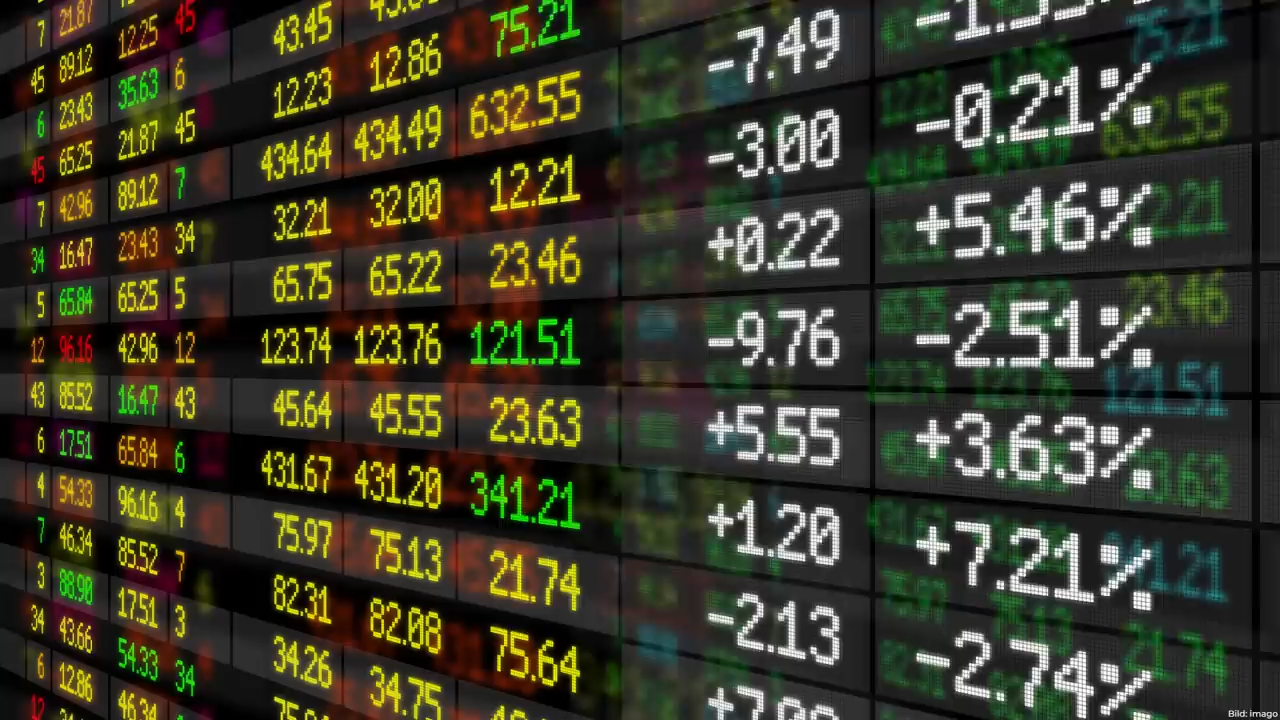 7 21.87
45 89.12 12.25 45
6 23.43 35.63 6 43.45
45 65.25 21.87 45 12.23 12.86 75.21
7 42.96 89.12 7 434.64 434.49 632.55 -7.49
34 16.47 23.43 34 32.21 32.00 12.21 -3.00 -0.21%
5 65.84 65.25 5 65.75 65.22 23.46 +0.22 +5.46%
12 96.16 42.96 12 123.74 123.76 121.51 -9.76 -2.51%
43 85.52 16.47 43 45.64 45.55 23.63 +5.55 +3.63%
6 17.51 65.84 6 431.67 431.20 341.21 +1.20 +7.21%
4 54.33 96.16 4 75.97 75.13 21.74 -2.13 -2.74%
7 46.34 85.52 7 82.31 82.08 75.64
3 88.90 17.51 3 34.26 34.75
34 43.66 54.33 34
6 12.86 46.34
12
Bild: imago